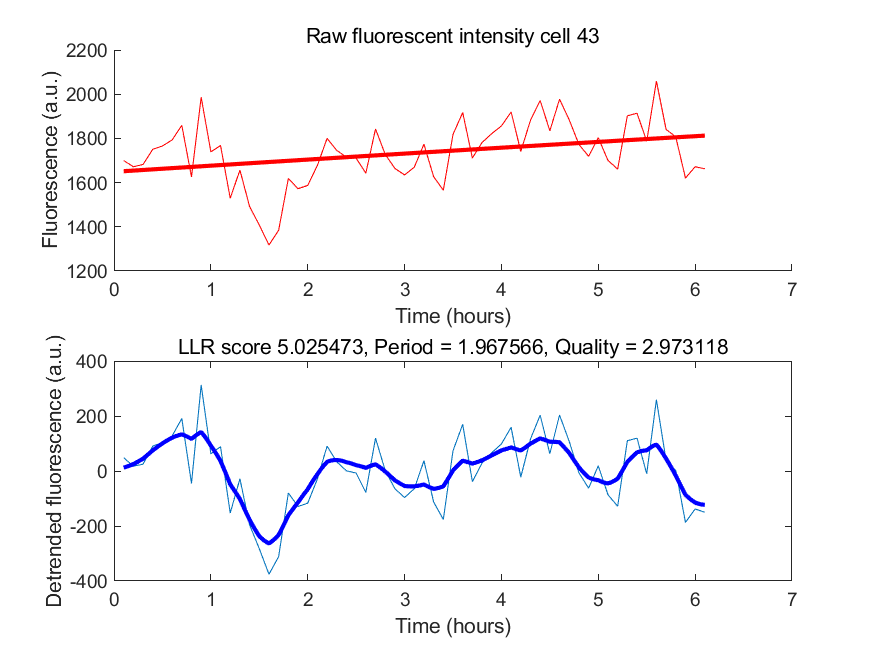 Raw fluorescent intensity cell 43
2200
2000
1800
1600
1400
1200
Fluorescence (a.u.)
0 1 2 3 4 5 6 7
Time (hours)
LLR score 5.025473, Period = 1.967566, Quality = 2.973118
400
200
0
-200
-400
Detrended fluorescence (a.u.)
0 1 2 3 4 5 6 7
Time (hours)